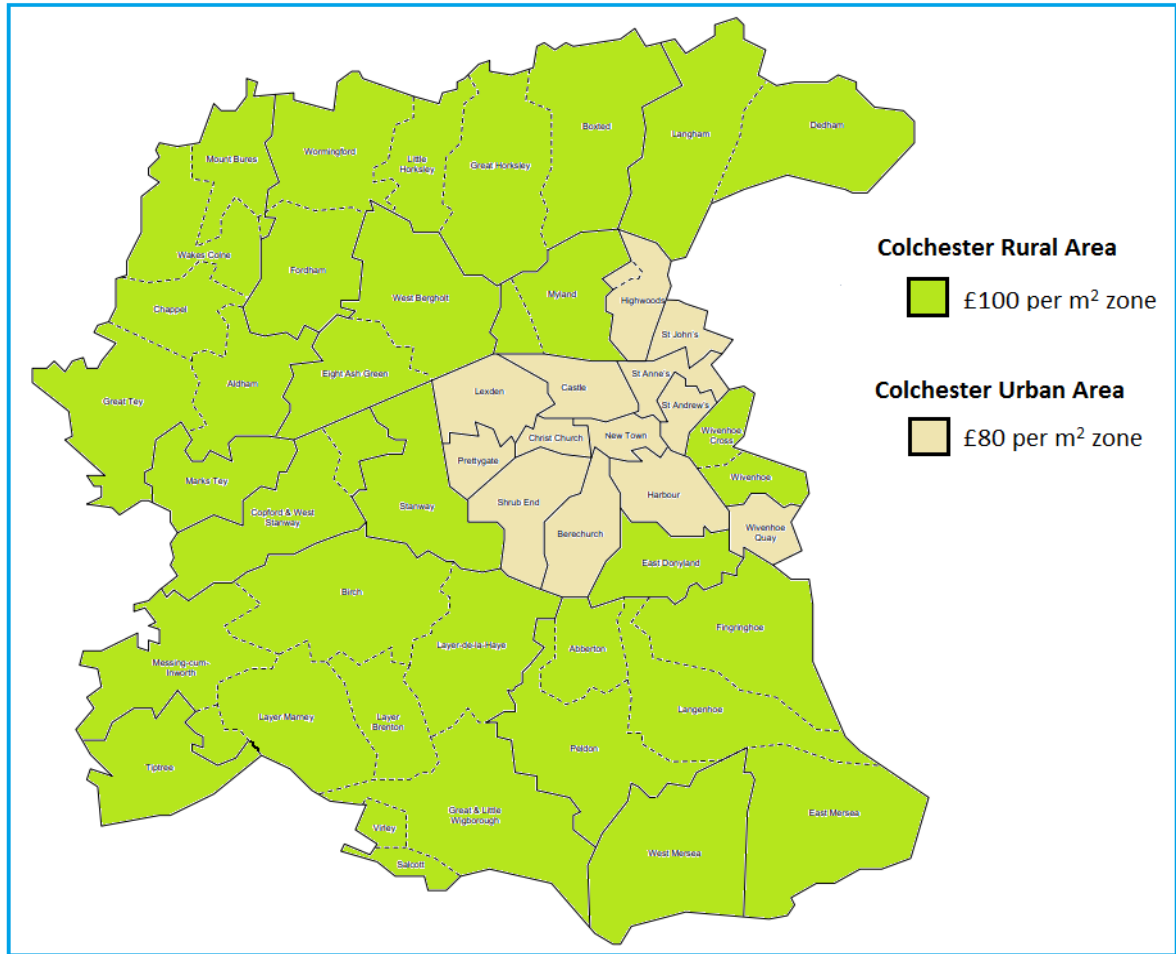 Boxted
Langham
Dedham
Mount Bures
Wormingford
Little
Horksley
Great Horksley
Wakes Colne
Fordham
West Bergholt
Myland
Highwoods
St John's
Chappel
Great Tey
Aldham
Eight Ash Green
Lexden
Castle
St Anne's
St Andrew's
Christ Church
New Town
Wivenhoe
Cross
Prettygate
Marks Tey
Copford & West
Stanway
Stanway
Shrub End
Harbour
Wivenhoe
Berechurch
Wivenhoe
Quay
East Donyland
Birch
Layer-de-la-Haye
Abberton
Fingringhoe
Messing-cum-
Inworth
Layer Marney
Layer
Brenton
Langenhoe
Peldon
Tiptree
Great & Little
Wigborough
Virley
Salcott
West Mersea
East Mersea
Colchester Rural Area
£100 per m² zone
Colchester Urban Area
£80 per m² zone